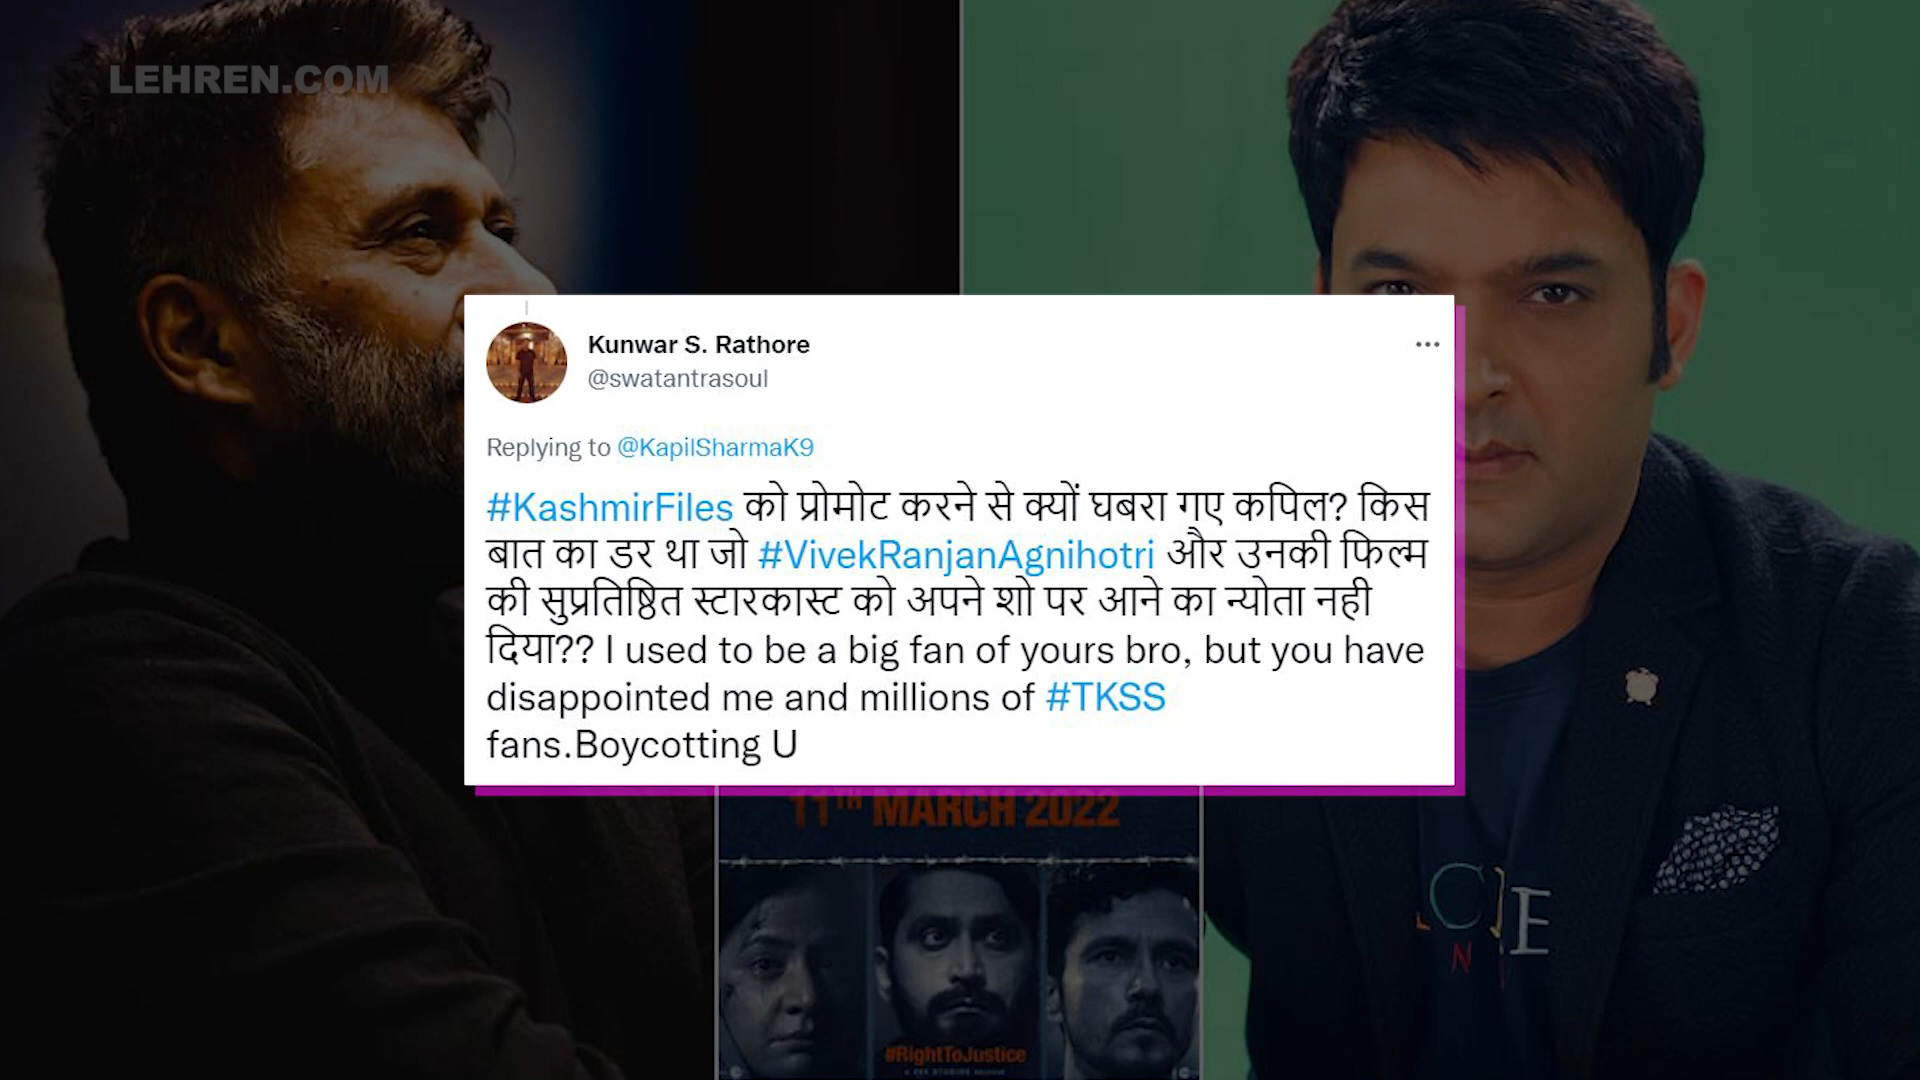 LEHREN.COM
Kunwar S. Rathore
@swatantrasoul
Replying to @KapilSharmaK9
#KashmirFiles को प्रोमोट करने से क्यों घबरा गए कपिल? किस
बात का डर था जो #VivekRanjanAgnihotri और उनकी फिल्म
की सुप्रतिष्ठित स्टारकास्ट को अपने शो पर आने का न्योता नही
दिया?? I used to be a big fan of yours bro, but you have
disappointed me and millions of #TKSS
fans.Boycotting U
11TH MARCH 2022
#RightToJustice